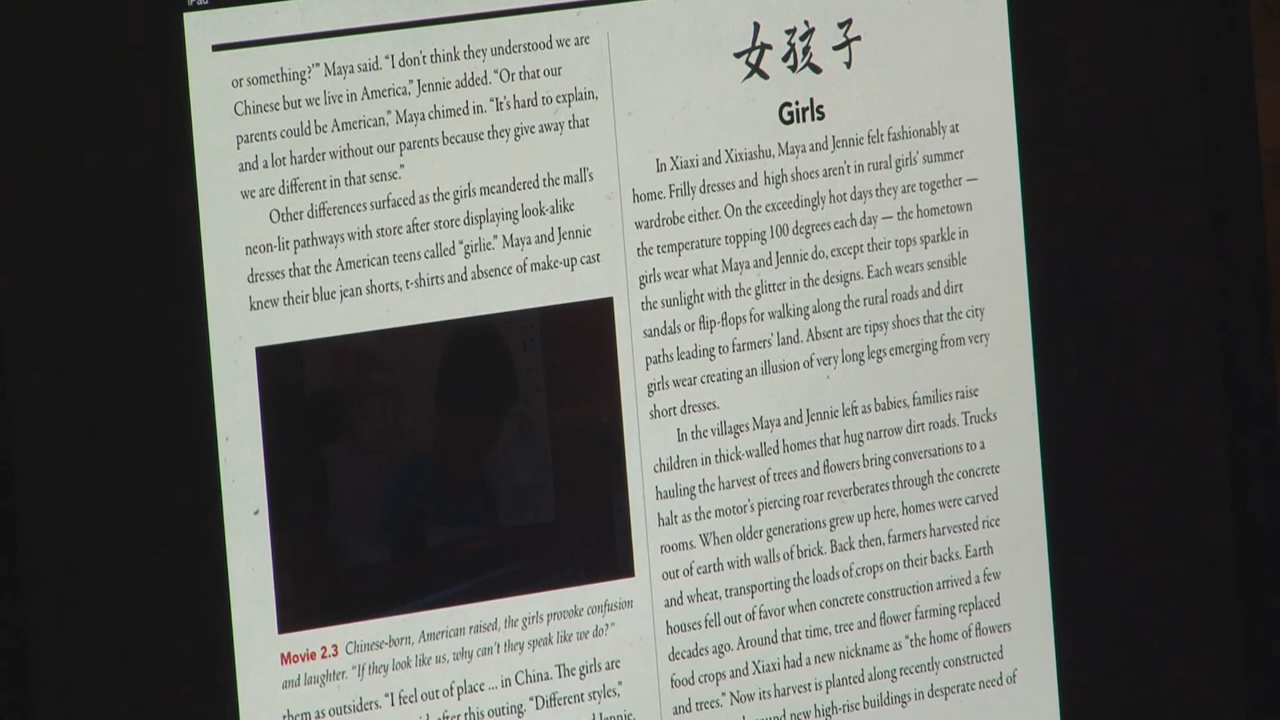 iPad
or something?’” Maya said. “I don’t think they understood we are
Chinese but we live in America,” Jennie added. “Or that our
parents could be American,” Maya chimed in. “It’s hard to explain,
and a lot harder without our parents because they give away that
we are different in that sense.”
Other differences surfaced as the girls meandered the mall’s
neon-lit pathways with store after store displaying look-alike
dresses that the American teens called “girlie.” Maya and Jennie
knew their blue jean shorts, t-shirts and absence of make-up cast
Movie 2.3 Chinese-born, American raised, the girls provoke confusion
and laughter. “If they look like us, why can’t they speak like we do?”
them as outsiders. “I feel out of place ... in China. The girls are
after this outing. “Different styles,”
Jennie.
女孩子
Girls
In Xiaxi and Xixiashu, Maya and Jennie felt fashionably at
home. Frilly dresses and high shoes aren’t in rural girls’ summer
wardrobe either. On the exceedingly hot days they are together —
the temperature topping 100 degrees each day — the hometown
girls wear what Maya and Jennie do, except their tops sparkle in
the sunlight with the glitter in the designs. Each wears sensible
sandals or flip-flops for walking along the rural roads and dirt
paths leading to farmers’ land. Absent are tipsy shoes that the city
girls wear creating an illusion of very long legs emerging from very
short dresses.
In the villages Maya and Jennie left as babies, families raise
children in thick-walled homes that hug narrow dirt roads. Trucks
hauling the harvest of trees and flowers bring conversations to a
halt as the motor’s piercing roar reverberates through the concrete
rooms. When older generations grew up here, homes were carved
out of earth with walls of brick. Back then, farmers harvested rice
and wheat, transporting the loads of crops on their backs. Earth
houses fell out of favor when concrete construction arrived a few
decades ago. Around that time, tree and flower farming replaced
food crops and Xiaxi had a new nickname as “the home of flowers
and trees.” Now its harvest is planted along recently constructed
new high-rise buildings in desperate need of